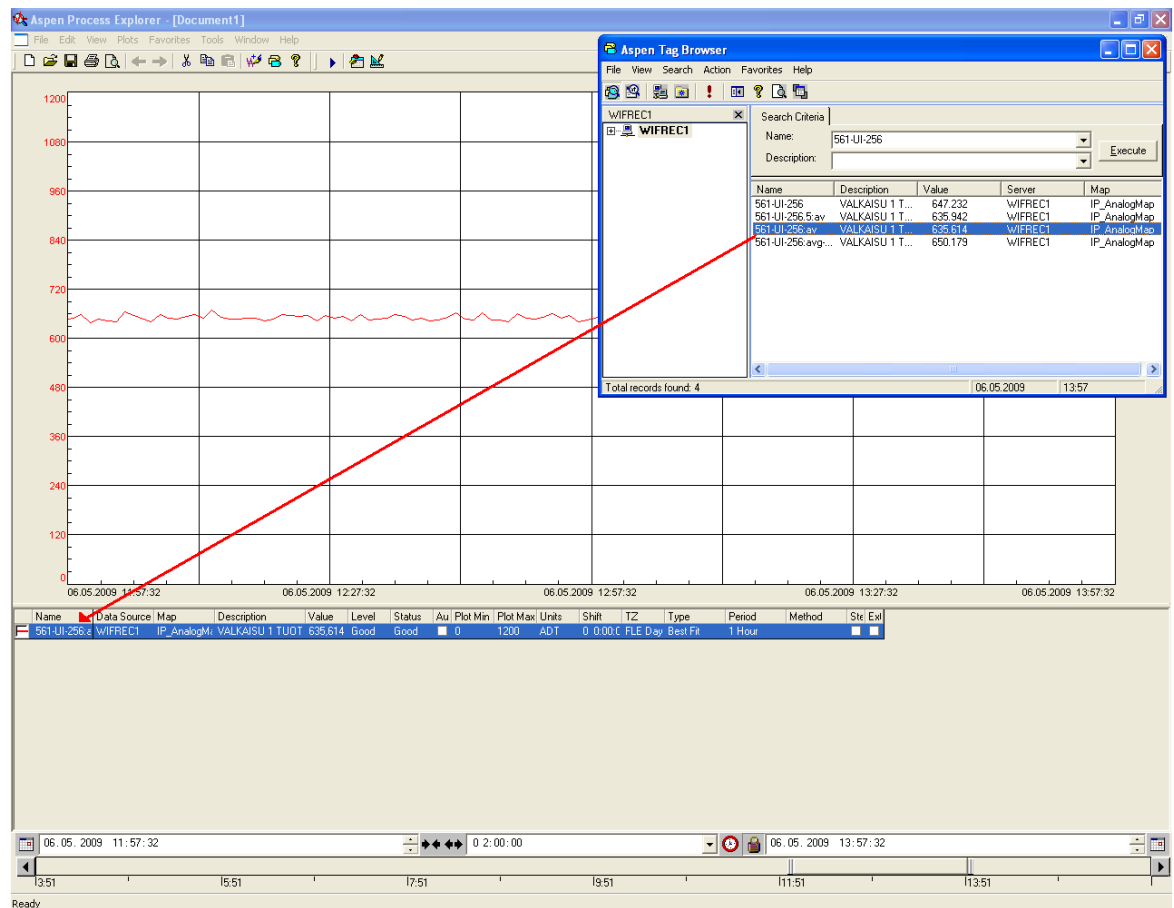 Aspen Process Explorer - [Document1]
File Edit View Plots Favorites Tools Window Help
Aspen Tag Browser
File View Search Action Favorites Help
WIFREC1
WIFREC1
Search Criteria
Name: 561-UI-256
Description:
Execute
Name Description Value Server Map
561-UI-256 VALKAISU 1 T... 647.232 WIFREC1 IP_AnalogMap
561-UI-256.5:av VALKAISU 1 T... 635.942 WIFREC1 IP_AnalogMap
561-UI-256:av VALKAISU 1 T... 635.614 WIFREC1 IP_AnalogMap
561-UI-256:avg-... VALKAISU 1 T... 650.179 WIFREC1 IP_AnalogMap
Total records found: 4 06.05.2009 13:57
1200
1080
960
840
720
600
480
360
240
120
0
06.05.2009 11:57:32 06.05.2009 12:27:32 06.05.2009 12:57:32 06.05.2009 13:27:32 06.05.2009 13:57:32
Name Data Source Map Description Value Level Status Au Plot Min Plot Max Units Shift TZ Type Period Method Ste Ext
561-UI-256:a WIFREC1 IP_AnalogMa VALKAISU 1 TUOT 635,614 Good Good 0 1200 ADT 0 0:00:0 FLE Day Best Fit 1 Hour
06.05.2009 11:57:32 0 2:00:00 06.05.2009 13:57:32
3:51 5:51 7:51 9:51 11:51 13:51
Ready